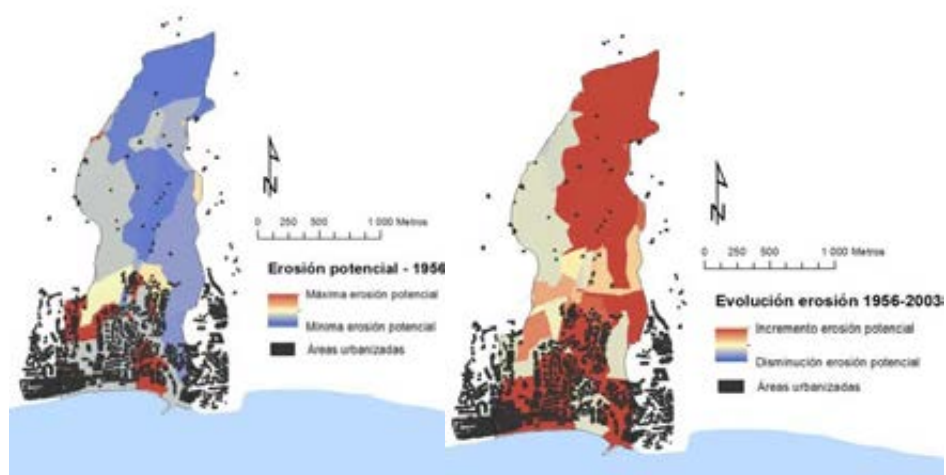 N
0 250 500 1 000 Metros
Erosión potencial - 1956
Máxima erosión potencial
Mínima erosión potencial
Áreas urbanizadas
N
0 250 500 1 000 Metros
Evolución erosión 1956-2003
Incremento erosión potencial
Disminución erosión potencial
Áreas urbanizadas